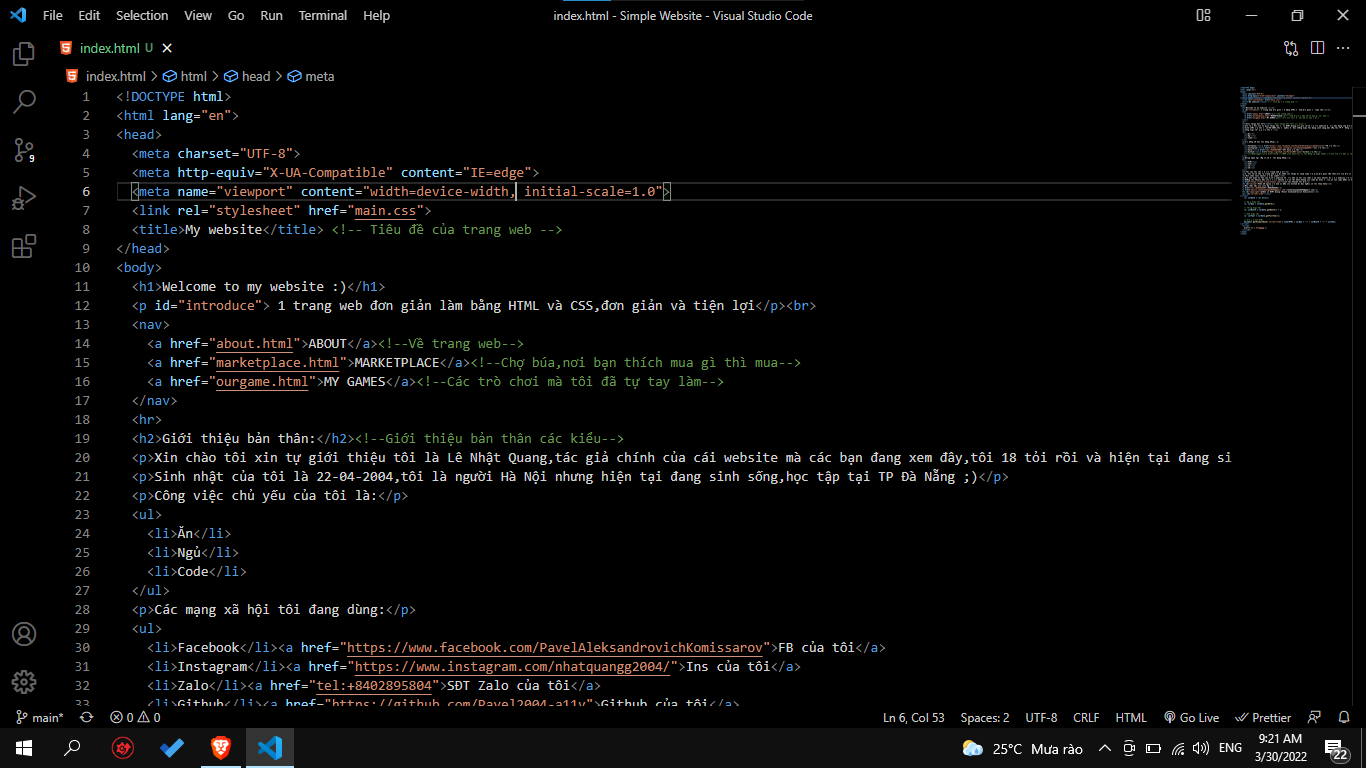 File Edit Selection View Go Run Terminal Help index.html - Simple Website - Visual Studio Code
index.html U
index.html > html > head > meta
1 <!DOCTYPE html>
2 <html lang="en">
3 <head>
4 <meta charset="UTF-8">
5 <meta http-equiv="X-UA-Compatible" content="IE=edge">
6 <meta name="viewport" content="width=device-width, initial-scale=1.0">
7 <link rel="stylesheet" href="main.css">
8 <title>My website</title> <!-- Tiêu đề của trang web -->
9 </head>
10 <body>
11 <h1>Welcome to my website :)</h1>
12 <p id="introduce"> 1 trang web đơn giản làm bằng HTML và CSS,đơn giản và tiện lợi</p><br>
13 <nav>
14 <a href="about.html">ABOUT</a><!--Về trang web-->
15 <a href="marketplace.html">MARKETPLACE</a><!--Chợ búa,nơi bạn thích mua gì thì mua-->
16 <a href="ourgame.html">MY GAMES</a><!--Các trò chơi mà tôi đã tự tay làm-->
17 </nav>
18 <hr>
19 <h2>Giới thiệu bản thân:</h2><!--Giới thiệu bản thân các kiểu-->
20 <p>Xin chào tôi xin tự giới thiệu tôi là Lê Nhật Quang,tác giả chính của cái website mà các bạn đang xem đây,tôi 18 tỏi rồi và hiện tại đang si
21 <p>Sinh nhật của tôi là 22-04-2004,tôi là người Hà Nội nhưng hiện tại đang sinh sống,học tập tại TP Đà Nẵng ;)</p>
22 <p>Công việc chủ yếu của tôi là:</p>
23 <ul>
24 <li>Ăn</li>
25 <li>Ngủ</li>
26 <li>Code</li>
27 </ul>
28 <p>Các mạng xã hội tôi đang dùng:</p>
29 <ul>
30 <li>Facebook</li><a href="https://www.facebook.com/PavelAleksandrovichKomissarov">FB của tôi</a>
31 <li>Instagram</li><a href="https://www.instagram.com/nhatquangg2004/">Ins của tôi</a>
32 <li>Zalo</li><a href="tel:+8402895804">SĐT Zalo của tôi</a>
33 <li>Github</li><a href="https://github.com/Pavel2004-a11y">Github của tôi</a>
main* 0 0 Ln 6, Col 53 Spaces: 2 UTF-8 CRLF HTML Go Live Prettier
25°C Mưa rào ENG 9:21 AM
3/30/2022 22
9